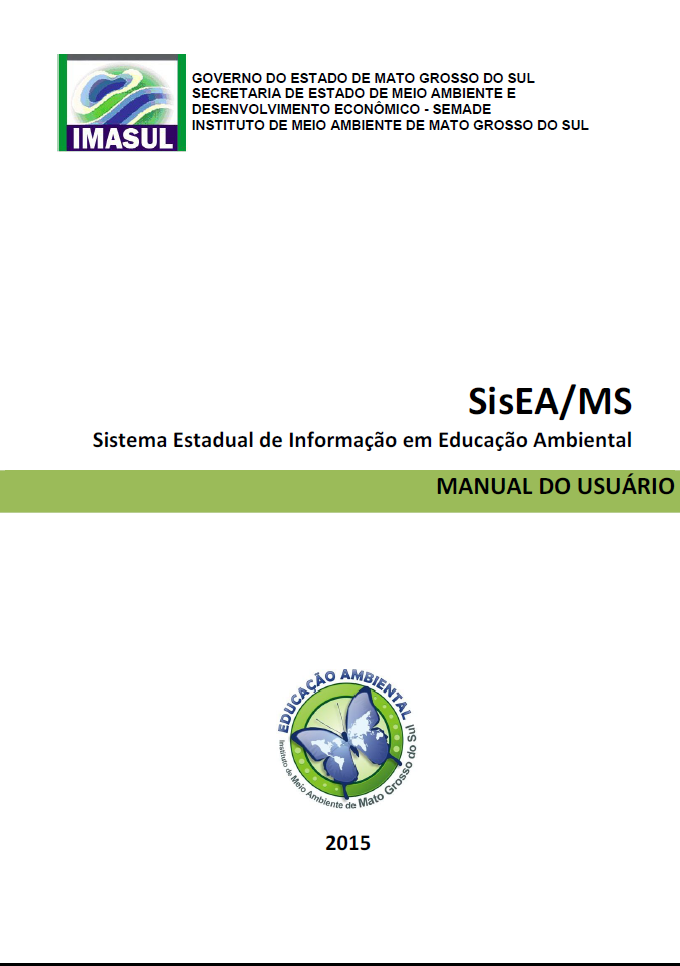 IMASUL
GOVERNO DO ESTADO DE MATO GROSSO DO SUL
SECRETARIA DE ESTADO DE MEIO AMBIENTE E
DESENVOLVIMENTO ECONÔMICO - SEMADE
INSTITUTO DE MEIO AMBIENTE DE MATO GROSSO DO SUL
SisEA/MS
Sistema Estadual de Informação em Educação Ambiental
MANUAL DO USUÁRIO
EDUCAÇÃO AMBIENTAL
Instituto de Meio Ambiente de Mato Grosso do Sul
2015